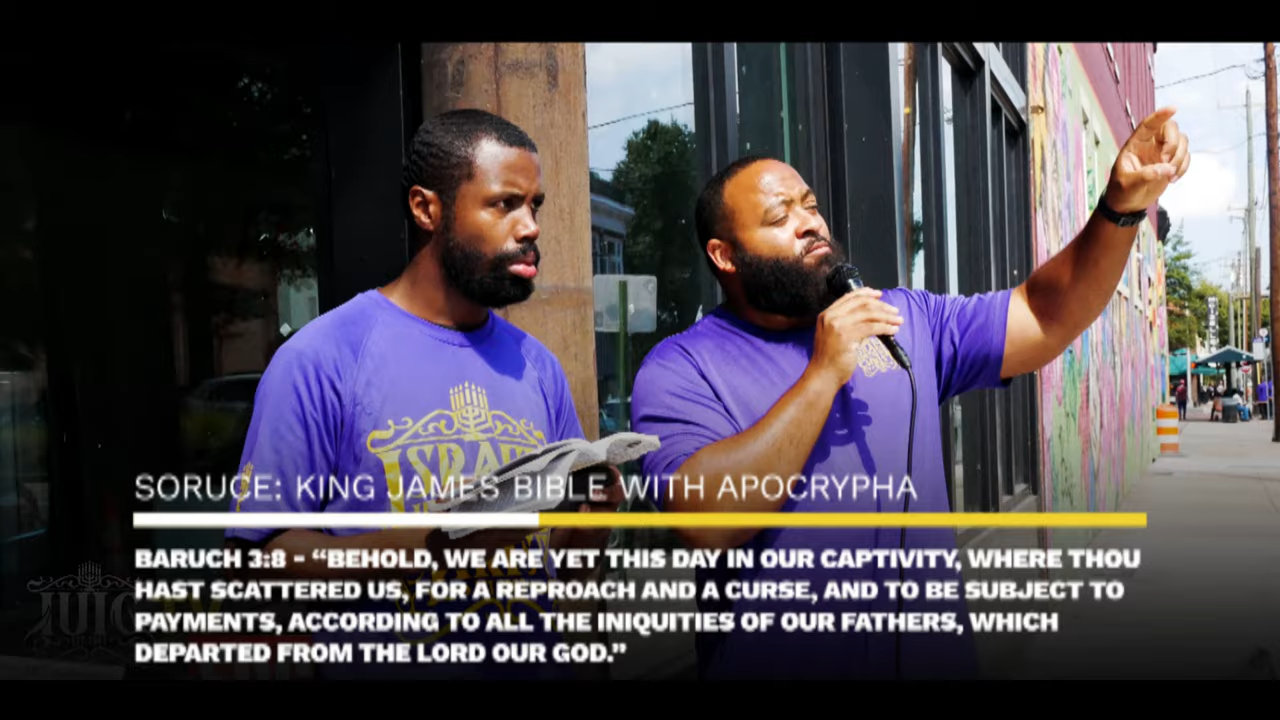 ISRAEL
SORUCE: KING JAMES BIBLE WITH APOCRYPHA
BARUCH 3:8 - “BEHOLD, WE ARE YET THIS DAY IN OUR CAPTIVITY, WHERE THOU
HAST SCATTERED US, FOR A REPROACH AND A CURSE, AND TO BE SUBJECT TO
PAYMENTS, ACCORDING TO ALL THE INIQUITIES OF OUR FATHERS, WHICH
DEPARTED FROM THE LORD OUR GOD.”
IUIC